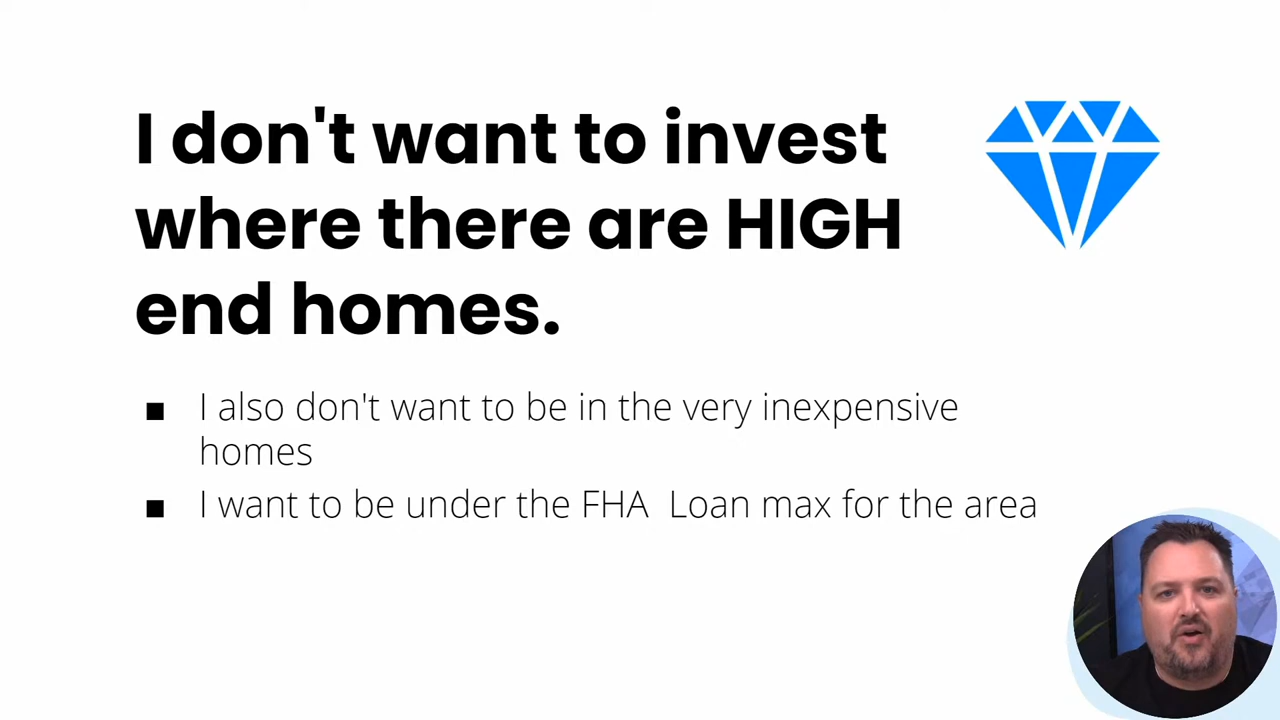 I don't want to invest
where there are HIGH
end homes.
■ I also don't want to be in the very inexpensive
homes
■ I want to be under the FHA  Loan max for the area